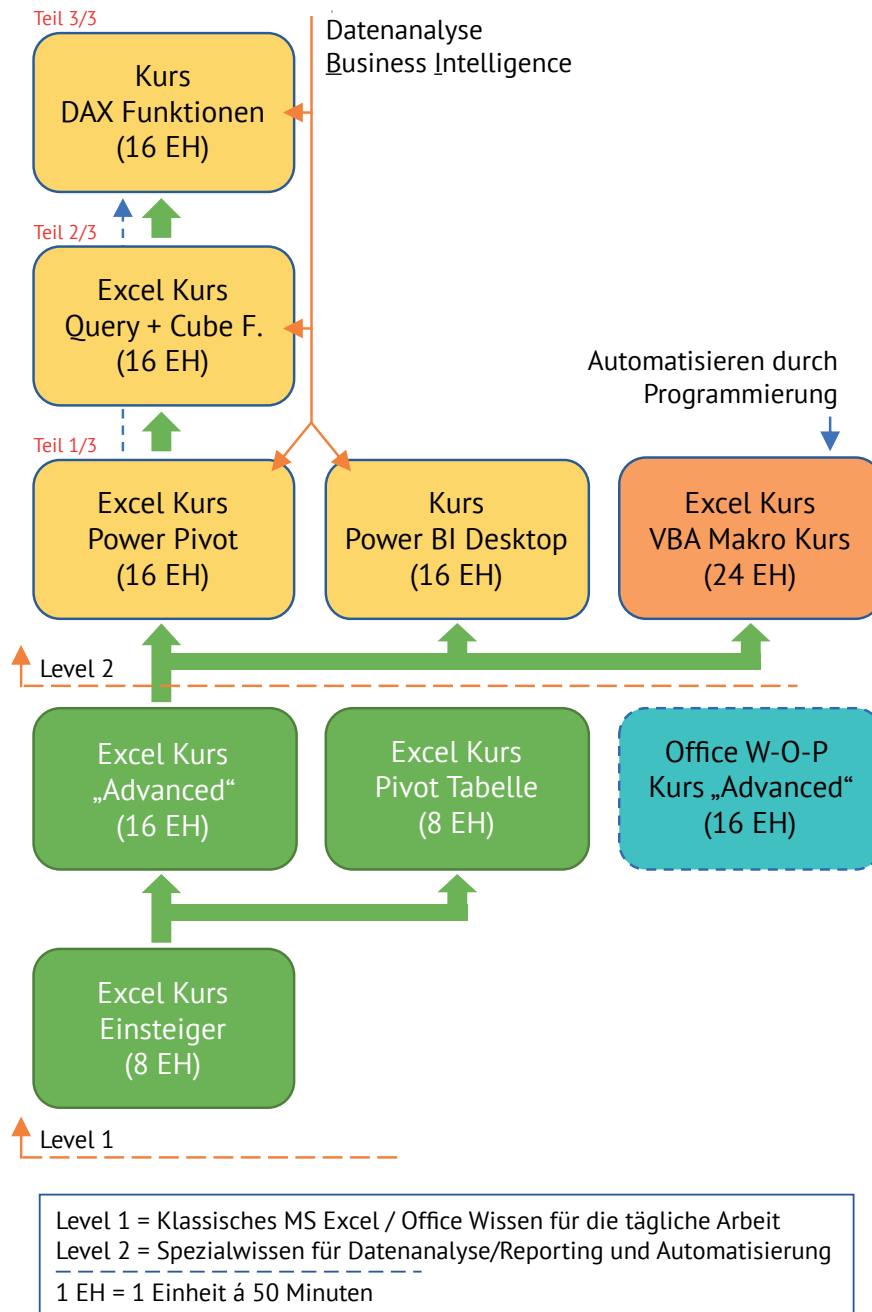 Teil 3/3
Datenanalyse
Business Intelligence
Kurs
DAX Funktionen
(16 EH)
Teil 2/3
Excel Kurs
Query + Cube F.
(16 EH)
Automatisieren durch
Programmierung
Teil 1/3
Excel Kurs
Power Pivot
(16 EH)
Kurs
Power BI Desktop
(16 EH)
Excel Kurs
VBA Makro Kurs
(24 EH)
Level 2
Excel Kurs
„Advanced“
(16 EH)
Excel Kurs
Pivot Tabelle
(8 EH)
Office W-O-P
Kurs „Advanced“
(16 EH)
Excel Kurs
Einsteiger
(8 EH)
Level 1
Level 1 = Klassisches MS Excel / Office Wissen für die tägliche Arbeit
Level 2 = Spezialwissen für Datenanalyse/Reporting und Automatisierung
1 EH = 1 Einheit á 50 Minuten